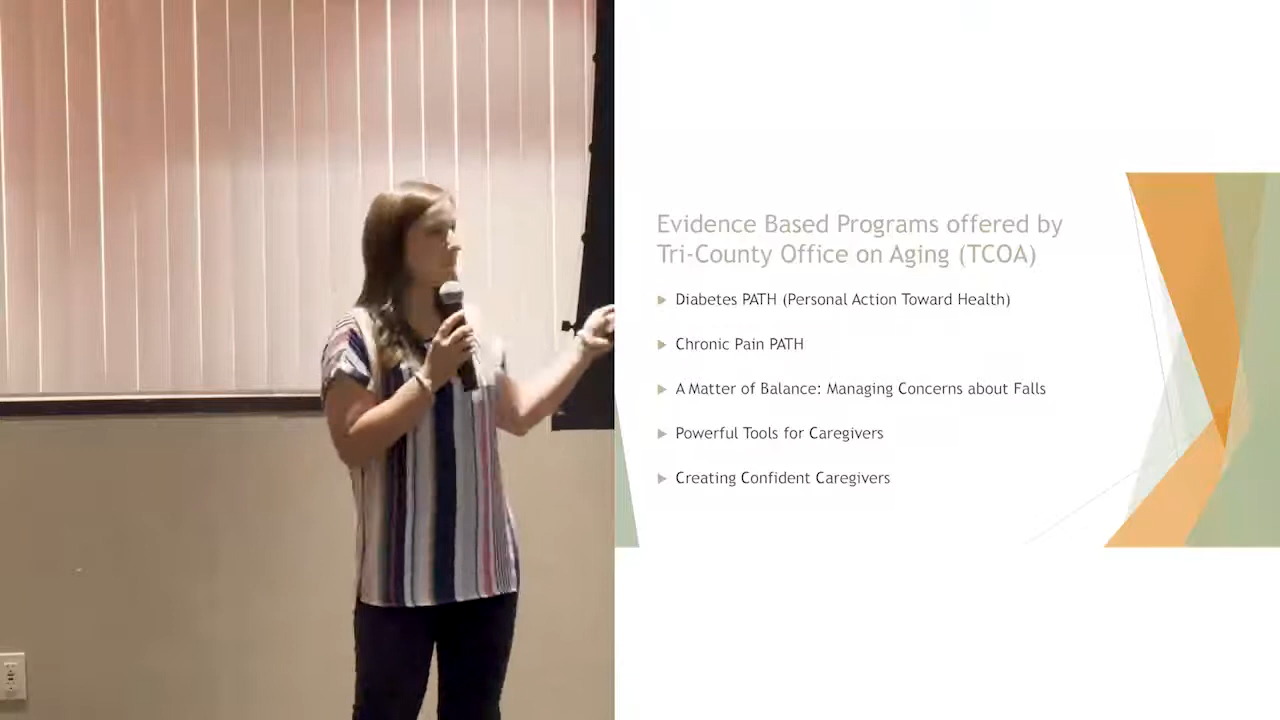 Evidence Based Programs offered by
Tri-County Office on Aging (TCOA)
Diabetes PATH (Personal Action Toward Health)
Chronic Pain PATH
A Matter of Balance: Managing Concerns about Falls
Powerful Tools for Caregivers
Creating Confident Caregivers